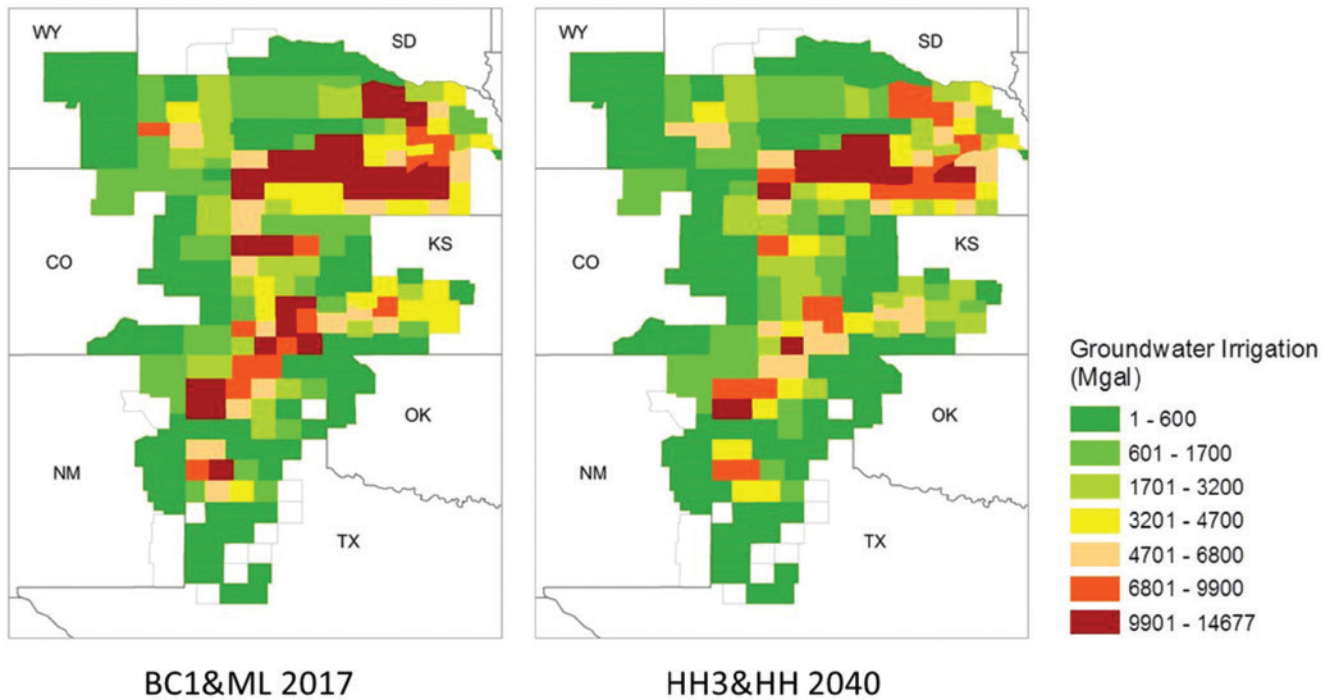 WY
SD
CO
KS
NM
OK
TX
WY
SD
CO
KS
NM
OK
TX
Groundwater Irrigation
(Mgal)
1 - 600
601 - 1700
1701 - 3200
3201 - 4700
4701 - 6800
6801 - 9900
9901 - 14677
BC1&ML 2017
HH3&HH 2040